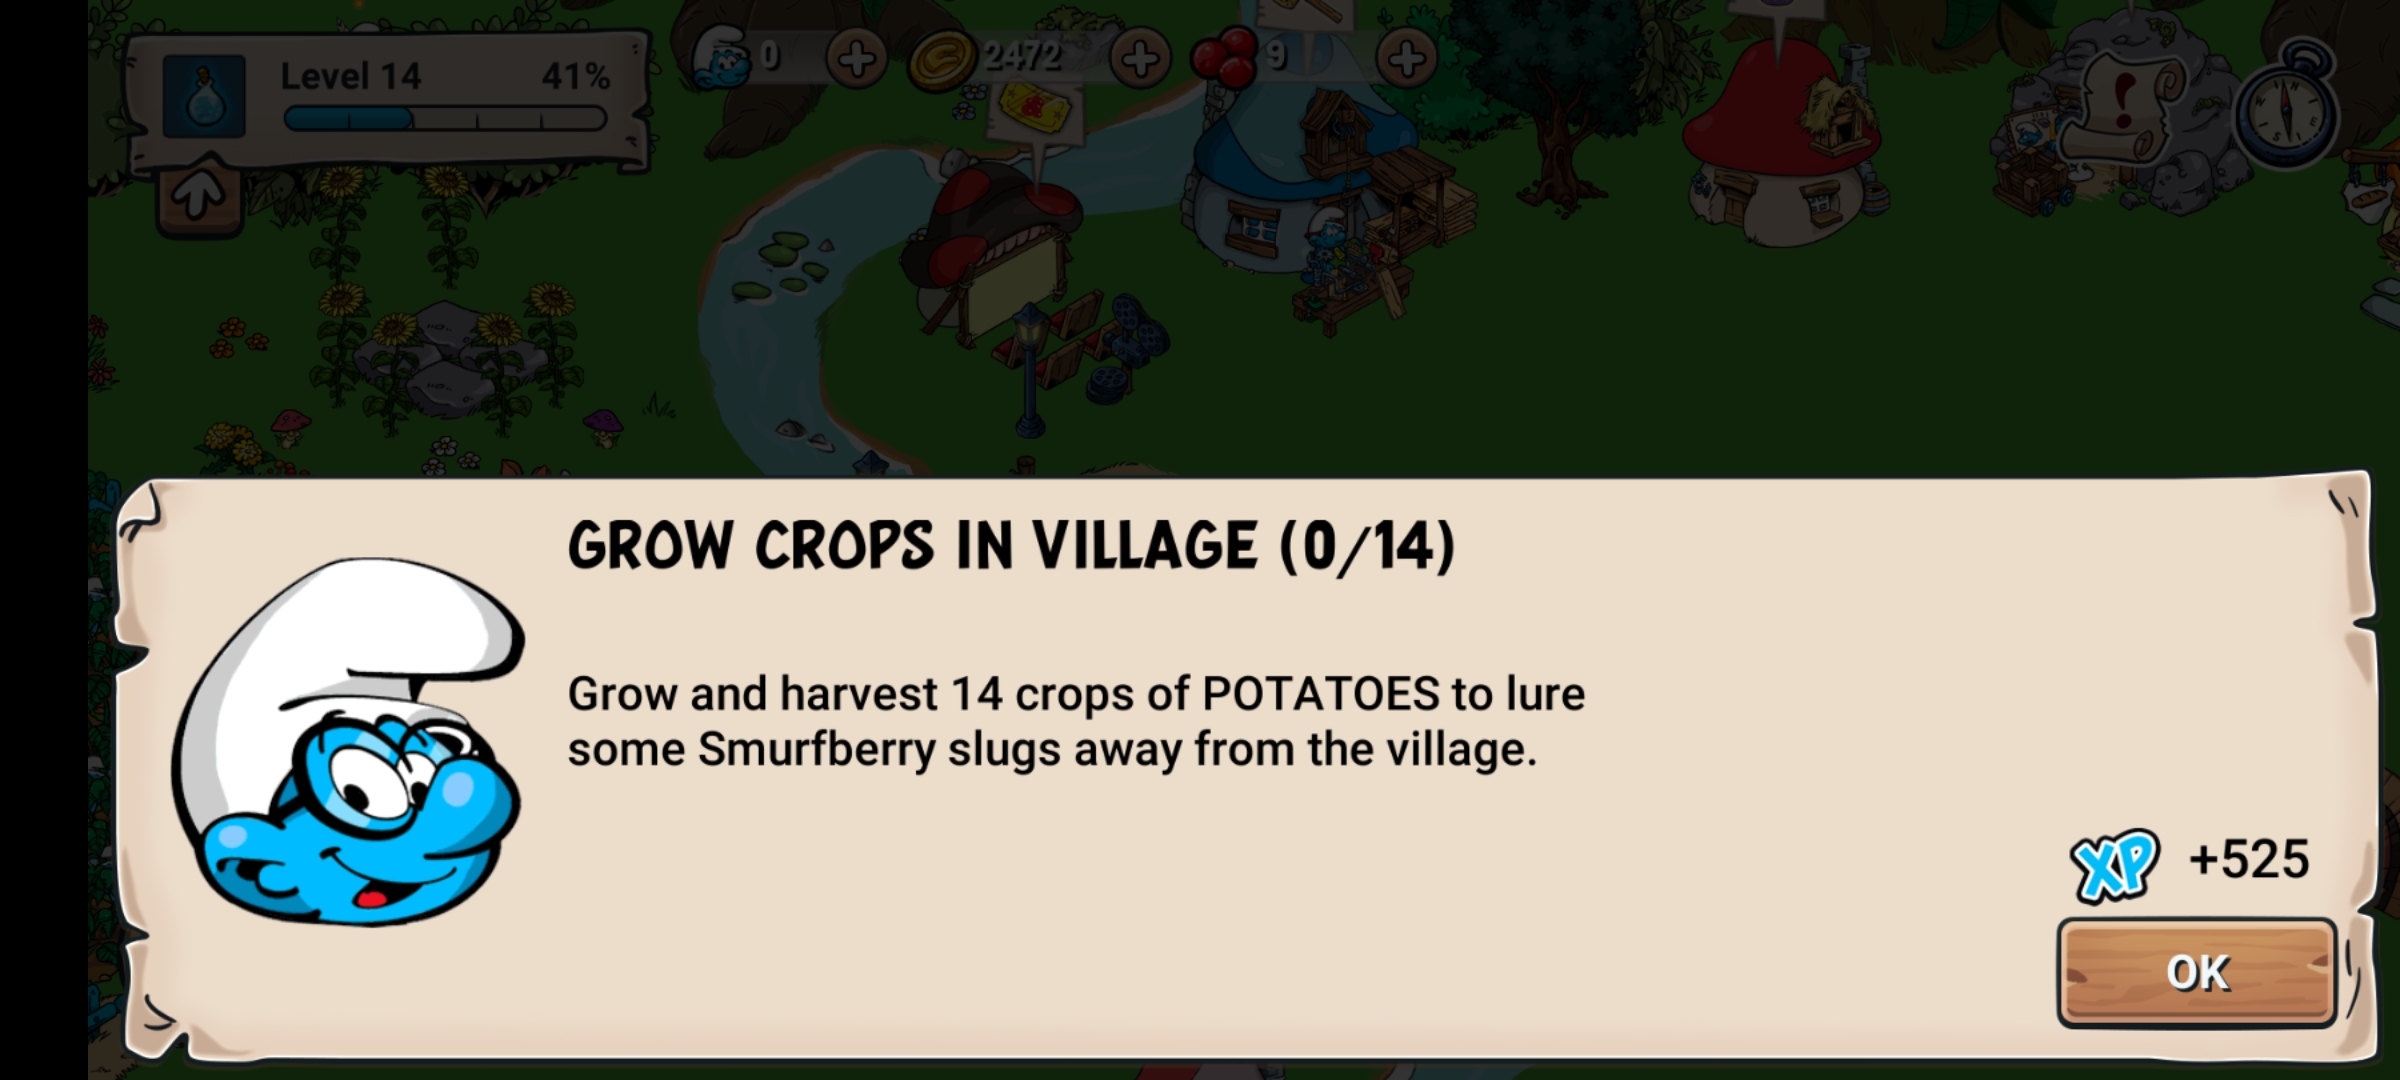 Level 14 41%
0
2472
9
GROW CROPS IN VILLAGE (0/14)
Grow and harvest 14 crops of POTATOES to lure
some Smurfberry slugs away from the village.
XP +525
OK